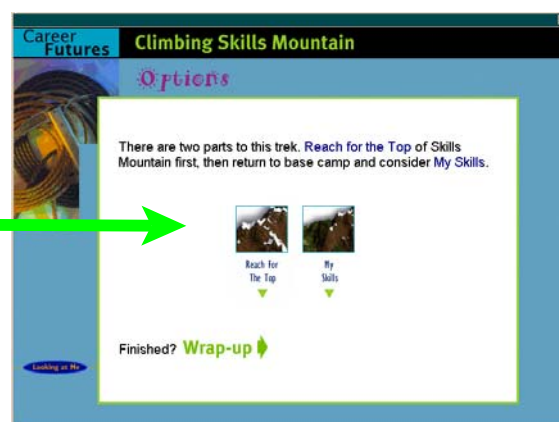 Career
Futures
Climbing Skills Mountain
Options
There are two parts to this trek. Reach for the Top of Skills
Mountain first, then return to base camp and consider My Skills.
Reach For
The Top
My
Skills
Finished? Wrap-up
Looking at Me